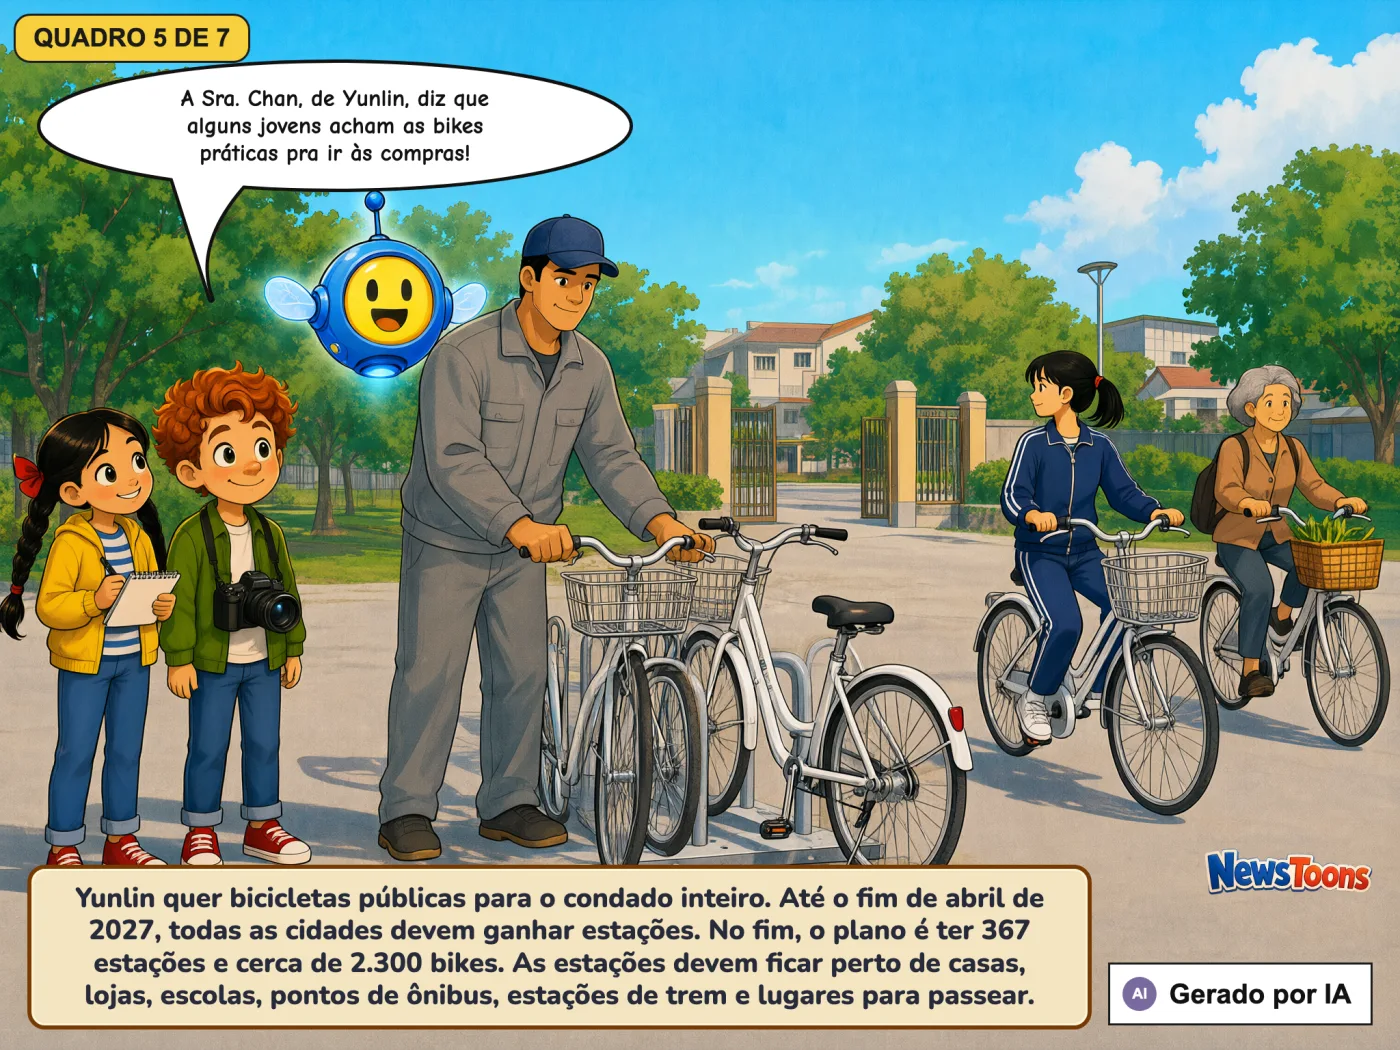 QUADRO 5 DE 7
A Sra. Chan, de Yunlin, diz que
alguns jovens acham as bikes
práticas pra ir às compras!
Yunlin quer bicicletas públicas para o condado inteiro. Até o fim de abril de
2027, todas as cidades devem ganhar estações. No fim, o plano é ter 367
estações e cerca de 2.300 bikes. As estações devem ficar perto de casas,
lojas, escolas, pontos de ônibus, estações de trem e lugares para passear.
NewsToons
AI Gerado por IA